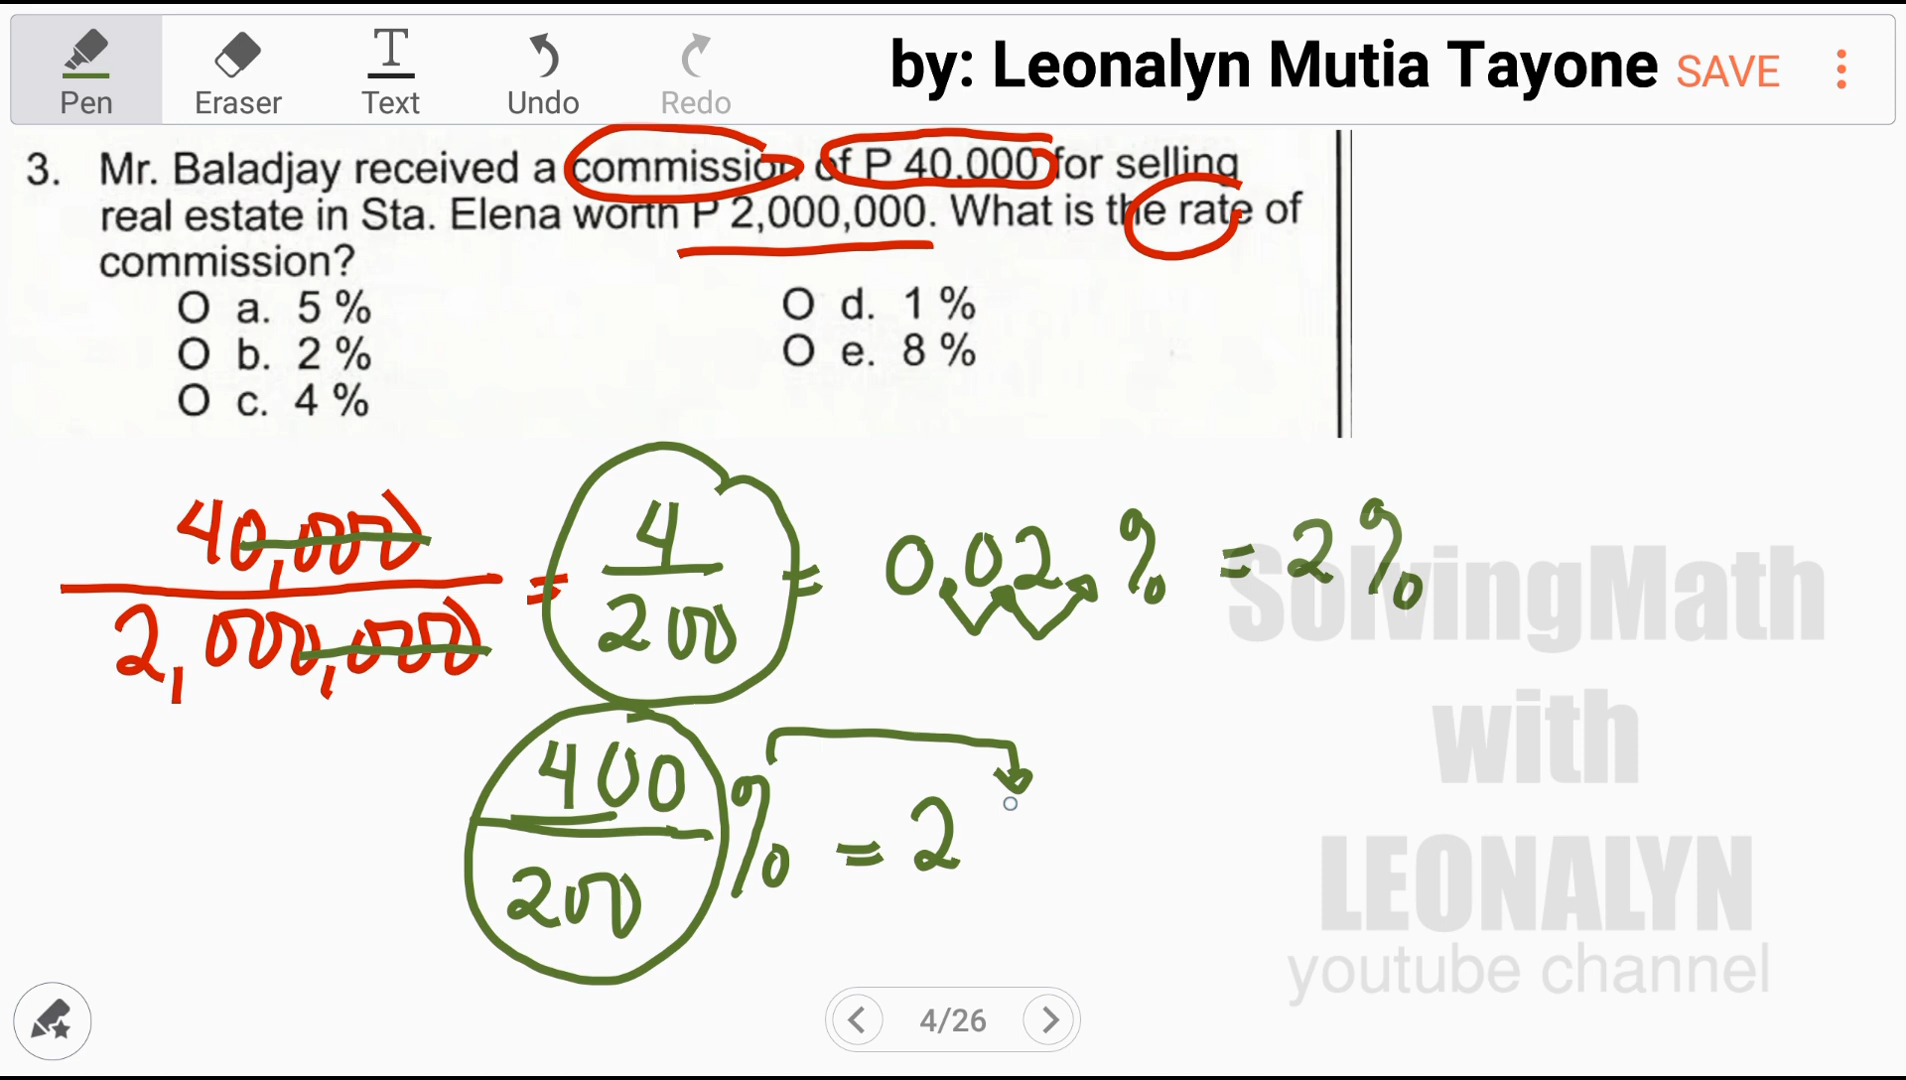 Pen
Eraser
T
Text
Undo
Redo
by: Leonalyn Mutia Tayone
SAVE
3. Mr. Baladjay received a commission of P 40.000 for selling
real estate in Sta. Elena worth P 2,000,000. What is the rate of
commission?
O a. 5 %
O b. 2 %
O c. 4 %
O d. 1 %
O e. 8 %
40,000 / 2,000,000 = 4 / 200 = 0.02. % = 2 %
400 / 200 % = 2
SolvingMath
with
LEONALYN
youtube channel
4/26